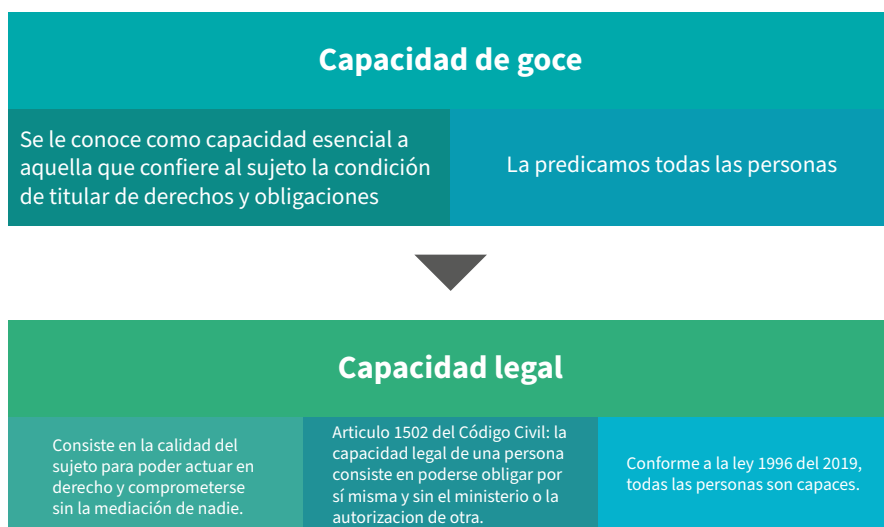 Capacidad de goce
Se le conoce como capacidad esencial a
aquella que confiere al sujeto la condición
de titular de derechos y obligaciones
La predicamos todas las personas
Capacidad legal
Consiste en la calidad del
sujeto para poder actuar en
derecho y comprometerse
sin la mediación de nadie.
Articulo 1502 del Código Civil: la
capacidad legal de una persona
consiste en poderse obligar por
sí misma y sin el ministerio o la
autorizacion de otra.
Conforme a la ley 1996 del 2019,
todas las personas son capaces.